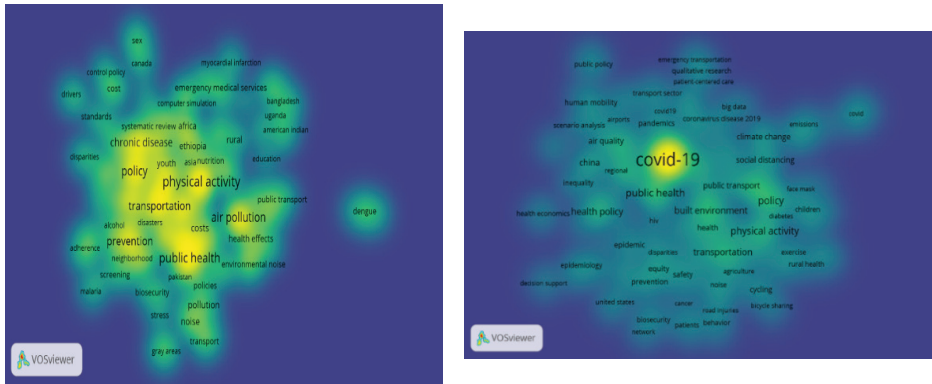 sex
canada
myocardial infarction
control policy
drivers
cost
emergency medical services
computer simulation
bangladesh
standards
uganda
systematic review africa
american indian
chronic disease
rural
ethiopia
disparities
youth
asia nutrition
education
policy
physical activity
transportation
public transport
dengue
air pollution
alcohol
disasters
costs
prevention
health effects
adherence
neighborhood
public health
environmental noise
screening
pakistan
policies
malaria
biosecurity
pollution
stress
noise
transport
gray areas
VOSviewer
public policy
emergency transportation
qualitative research
patient-centered care
transport sector
human mobility
big data
covid
covid19
airports
pandemics
coronavirus disease 2019
scenario analysis
emissions
air quality
climate change
china
covid-19
social distancing
regional
inequality
public health
public transport
face mask
policy
health economics
health policy
built environment
children
diabetes
hiv
health
physical activity
epidemic
disparities
transportation
exercise
epidemiology
equity
agriculture
rural health
decision support
prevention
safety
noise
cycling
united states
cancer
road injuries
bicycle sharing
biosecurity
patients
behavior
network
VOSviewer